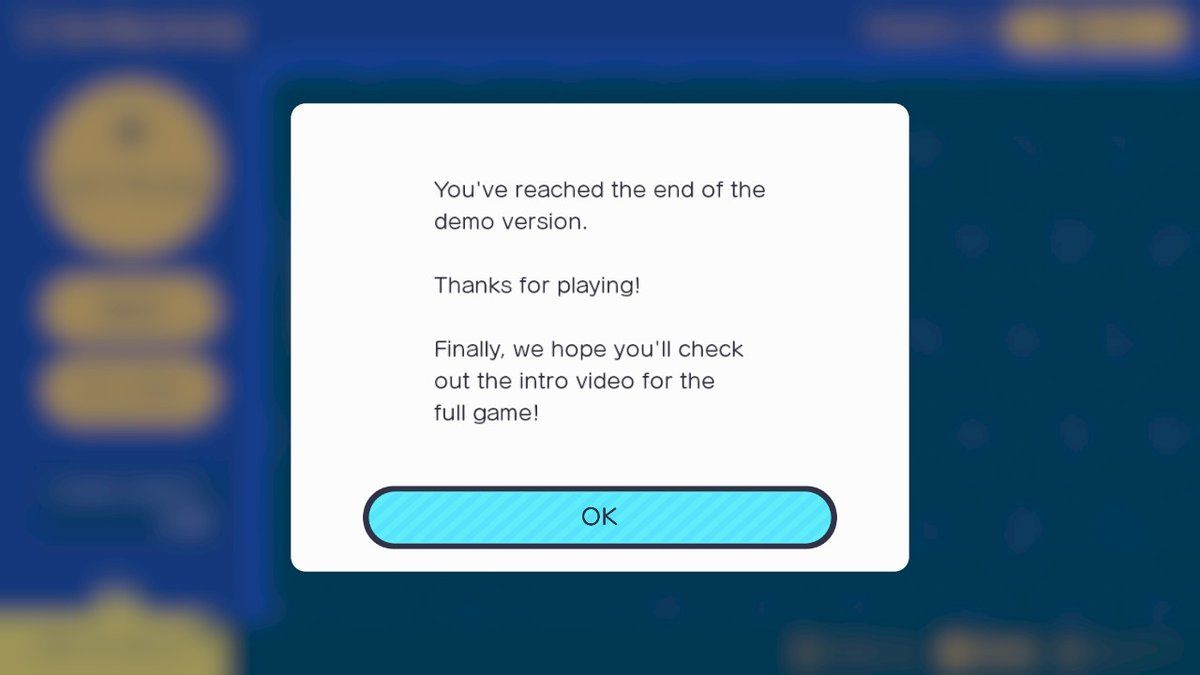 You've reached the end of the
demo version.
Thanks for playing!
Finally, we hope you'll check
out the intro video for the
full game!
OK